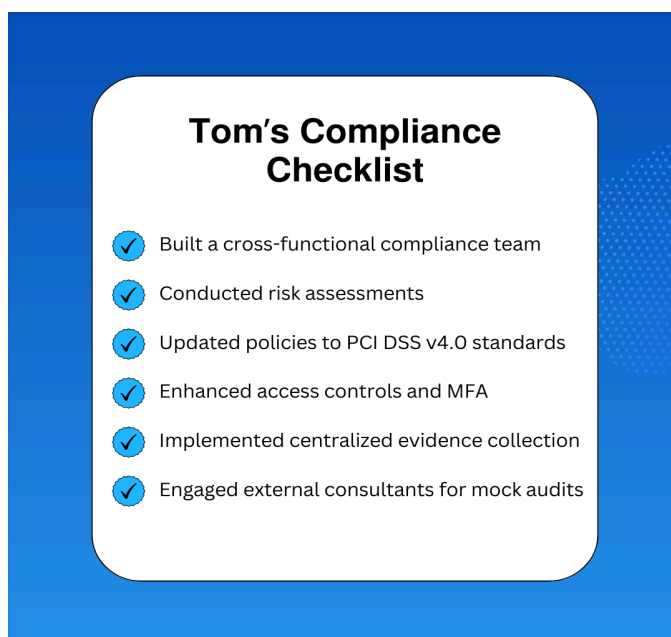 Tom's Compliance
Checklist
Built a cross-functional compliance team
Conducted risk assessments
Updated policies to PCI DSS v4.0 standards
Enhanced access controls and MFA
Implemented centralized evidence collection
Engaged external consultants for mock audits